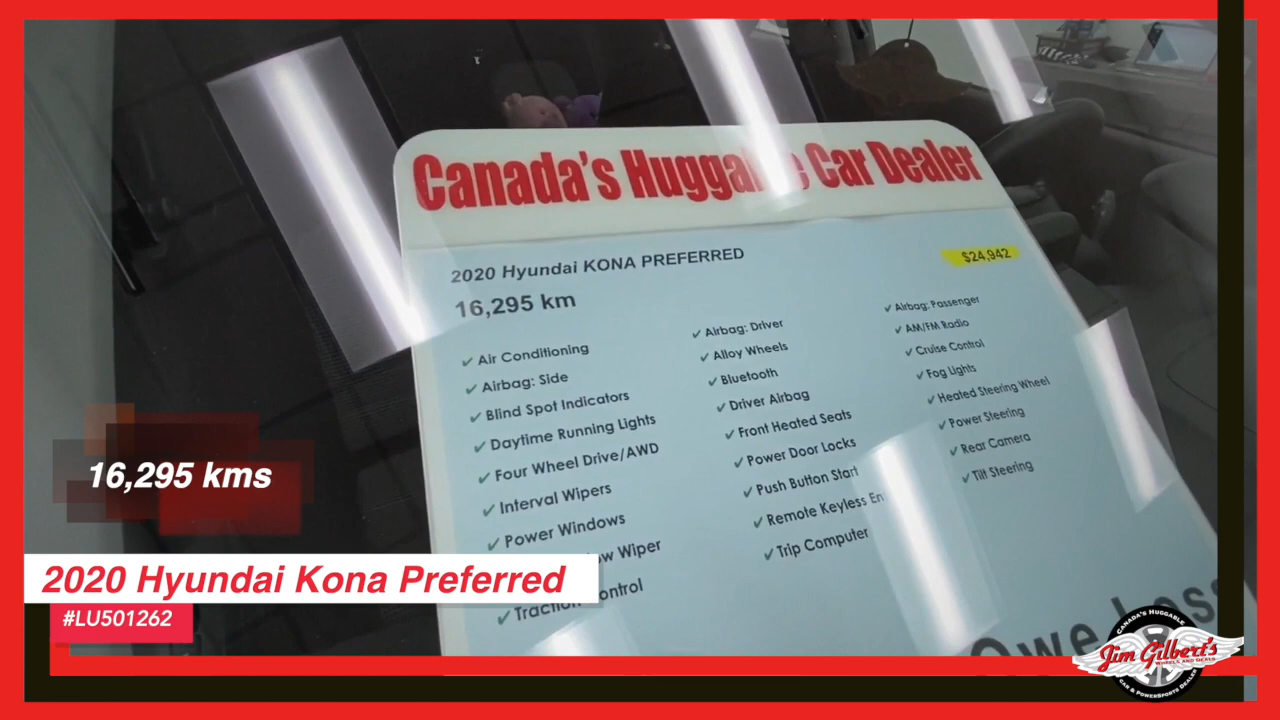 Canada's Car Dealer
2020 Hyundai KONA PREFERRED
$24,942
16,295 km
✓ Air Conditioning
✓ Airbag: Side
✓ Blind Spot Indicators
✓ Daytime Running Lights
✓ Four Wheel Drive/AWD
✓ Interval Wipers
✓ Power Windows
Wiper
✓ Traction Control
✓ Airbag: Driver
✓ Alloy Wheels
✓ Bluetooth
✓ Driver Airbag
✓ Front Heated Seats
✓ Power Door Locks
✓ Push Button Start
✓ Remote Keyless En
✓ Trip Computer
✓ Airbag: Passenger
✓ AM/FM Radio
✓ Cruise Control
✓ Fog Lights
✓ Heated Steering Wheel
✓ Power Steering
✓ Rear Camera
✓ Tilt Steering
Owe Less
16,295 kms
2020 Hyundai Kona Preferred
#LU501262
CANADA'S HUGGABLE
Jim Gilbert's
WHEELS AND DEALS
CAR & POWERSPORTS DEALER